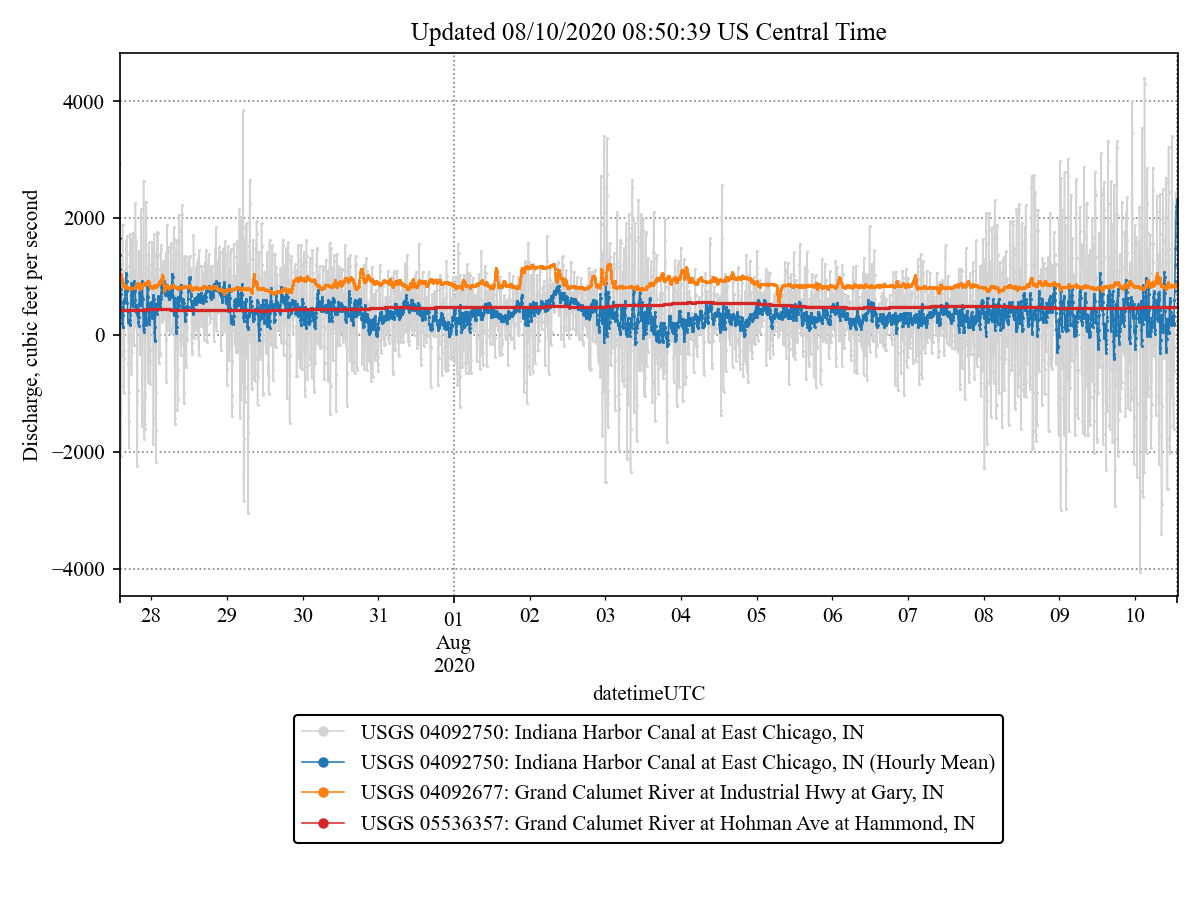 Updated 08/10/2020 08:50:39 US Central Time
Discharge, cubic feet per second
4000
2000
0
−2000
−4000
28
29
30
31
01
Aug
2020
02
03
04
05
06
07
08
09
10
datetimeUTC
USGS 04092750: Indiana Harbor Canal at East Chicago, IN
USGS 04092750: Indiana Harbor Canal at East Chicago, IN (Hourly Mean)
USGS 04092677: Grand Calumet River at Industrial Hwy at Gary, IN
USGS 05536357: Grand Calumet River at Hohman Ave at Hammond, IN